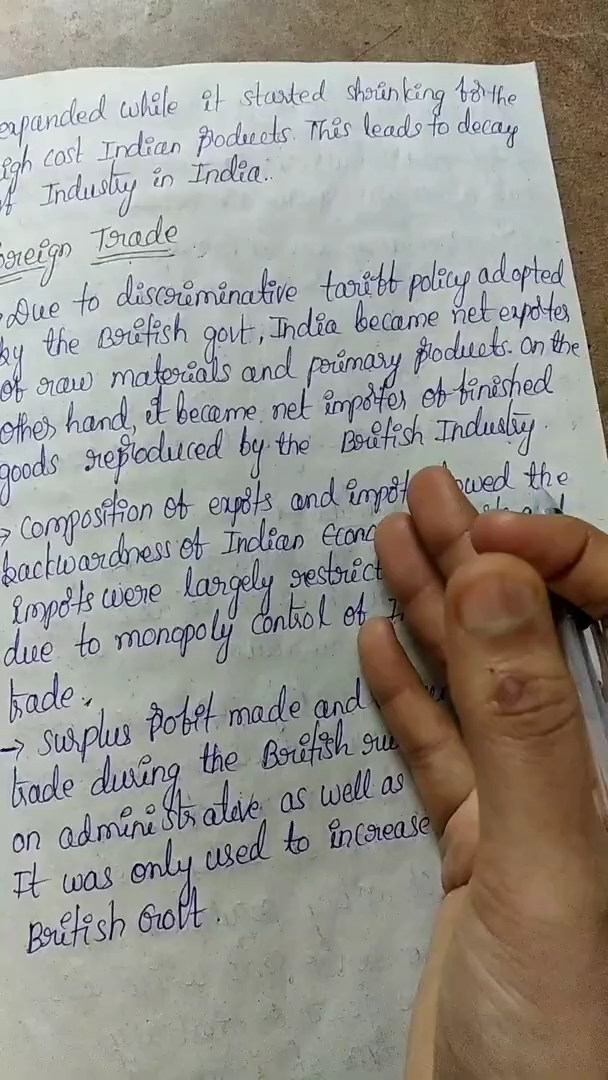 expanded while it started shrinking for the
high cost Indian products. This leads to decay
of Industry in India.
Foreign Trade
Due to discriminative tariff policy adopted
by the British govt, India became net exporter
of raw materials and primary products. On the
other hand, it became net importer of finished
goods reproduced by the British Industry.
→ composition of exports and import showed the
backwardness of Indian
imports were largely
due to monopoly control of
trade.
→ Surplus profit made and
trade during the British
on administrative as well as
It was only used to increase
British Govt.